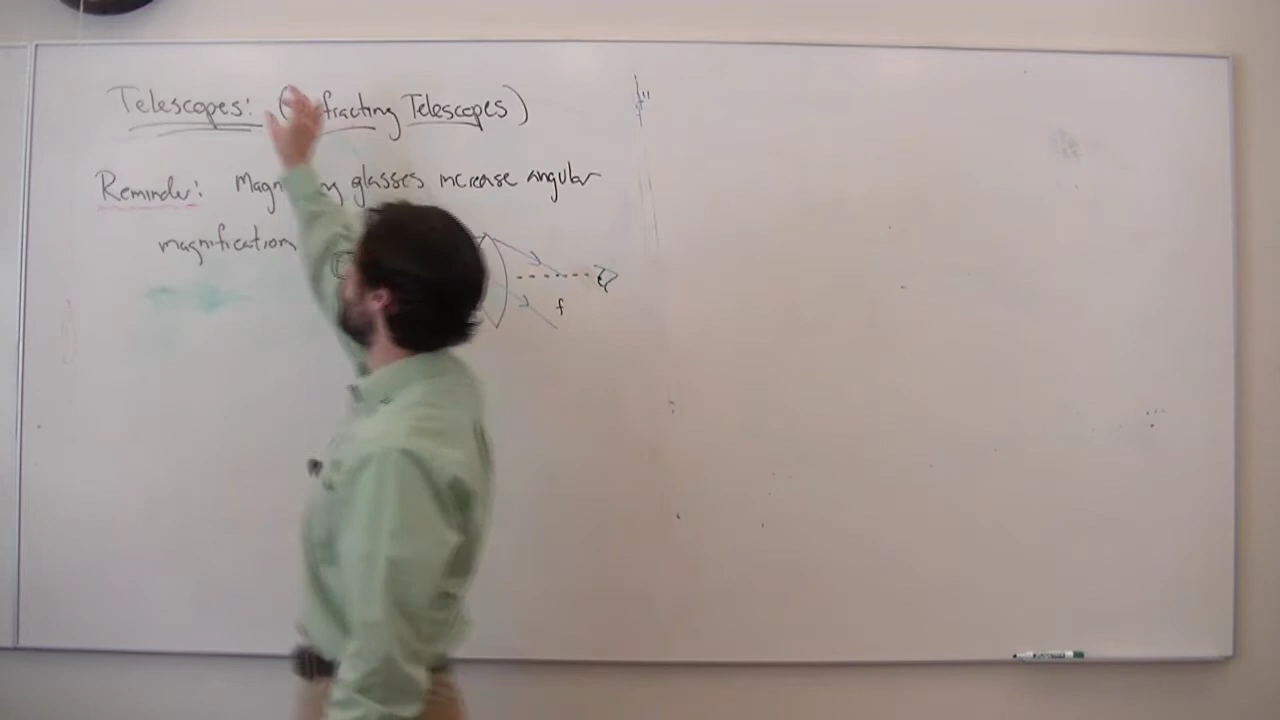 Telescopes: (Refracting Telescopes)
Reminder: Magnifying glasses increase angular
magnification
f